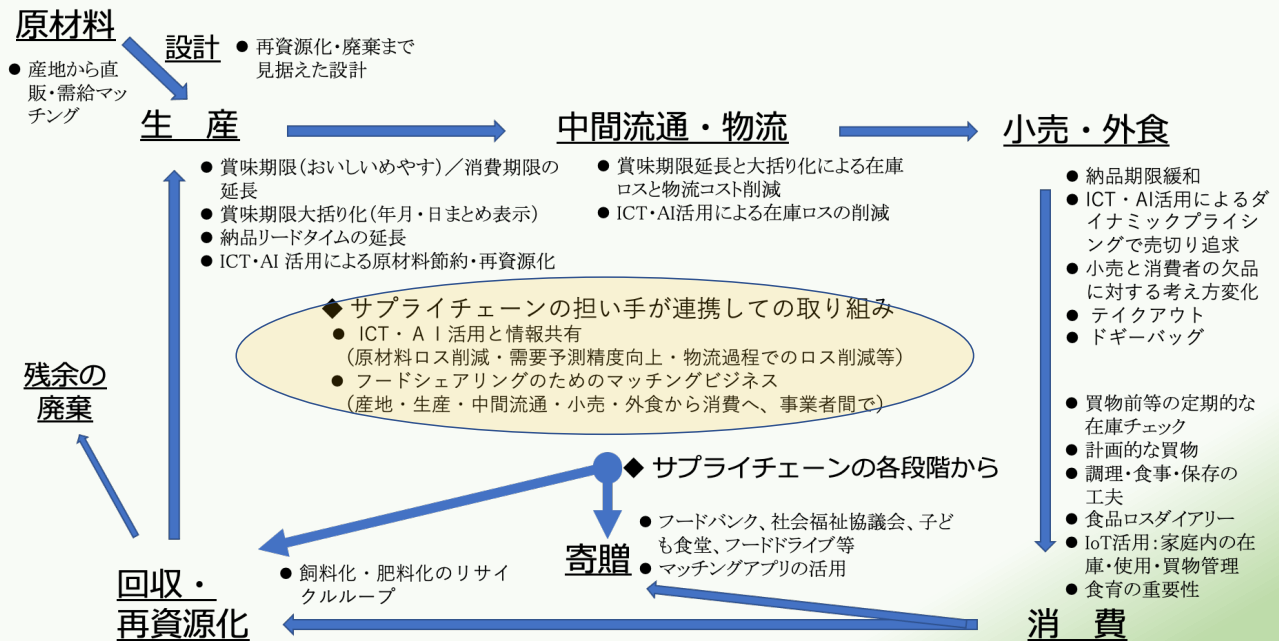 原材料
● 産地から直
販・需給マッ
チング
設計
● 再資源化・廃棄まで
見据えた設計
生　産
● 賞味期限(おいしいめやす)／消費期限の
延長
● 賞味期限大括り化(年月・日まとめ表示)
● 納品リードタイムの延長
● ICT・AI 活用による原材料節約・再資源化
中間流通・物流
● 賞味期限延長と大括り化による在庫
ロスと物流コスト削減
● ICT・AI活用による在庫ロスの削減
小売・外食
● 納品期限緩和
● ICT・AI活用によるダ
イナミックプライシ
ングで売切り追求
● 小売と消費者の欠品
に対する考え方変化
● テイクアウト
● ドギーバッグ
◆ サプライチェーンの担い手が連携しての取り組み
● ICT・ＡＩ活用と情報共有
(原材料ロス削減・需要予測精度向上・物流過程でのロス削減等)
● フードシェアリングのためのマッチングビジネス
(産地・生産・中間流通・小売・外食から消費へ、事業者間で)
残余の
廃棄
● 買物前等の定期的な
在庫チェック
● 計画的な買物
● 調理・食事・保存の
工夫
● 食品ロスダイアリー
● IoT活用：家庭内の在
庫・使用・買物管理
● 食育の重要性
◆ サプライチェーンの各段階から
● フードバンク、社会福祉協議会、子ど
も食堂、フードドライブ等
● マッチングアプリの活用
寄贈
● 飼料化・肥料化のリサイ
クルループ
回収・
再資源化
消　費